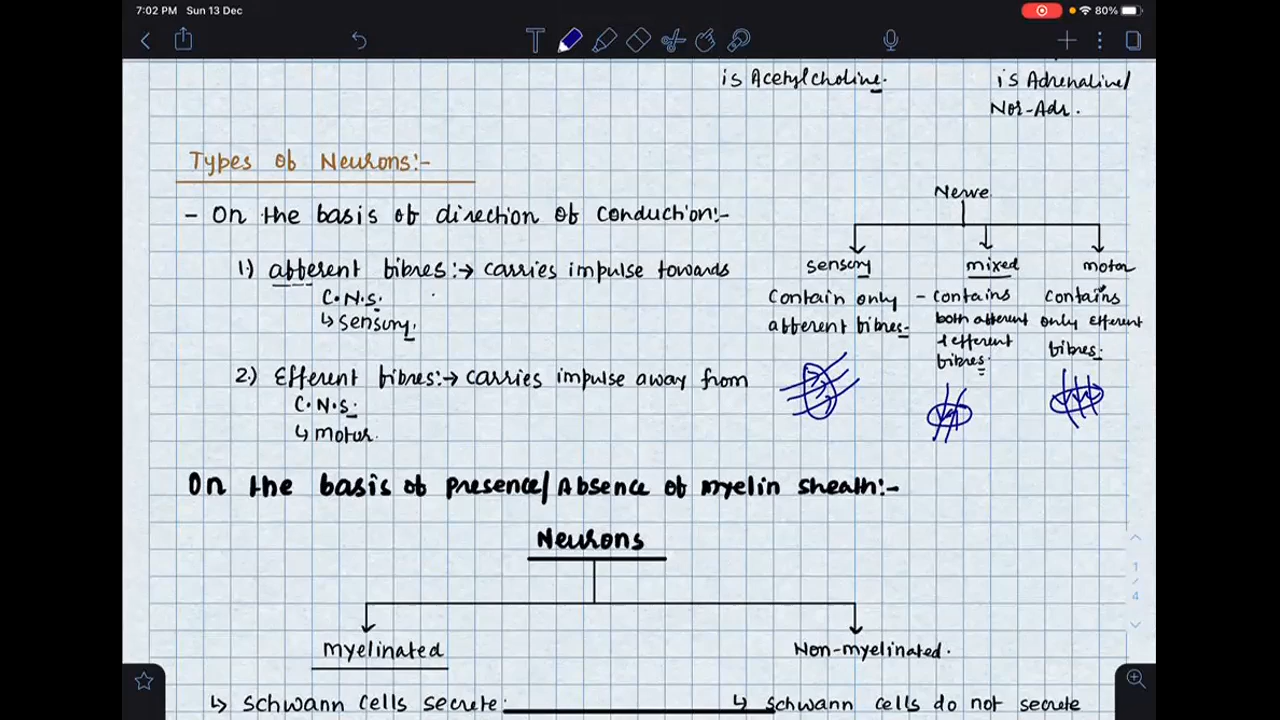 7:02 PM Sun 13 Dec
80%
is Acetylcholine.
is Adrenaline/
Nor-Adr.
Types of Neurons:-
- On the basis of direction of conduction:-
1.) afferent fibres:→ carries impulse towards
C.N.S.
↳ sensory.
2.) Efferent fibres:→ carries impulse away from
C.N.S.
↳ motor.
Nerve
sensory
Contain only
afferent fibres.
mixed
- contains
both afferent
& efferent
fibres.
motor
Contains
only Efferent
fibres.
On the basis of presence/Absence of myelin sheath:-
Neurons
myelinated
Non-myelinated.
↳ Schwann cells secrete
↳ Schwann cells do not secrete
1/4